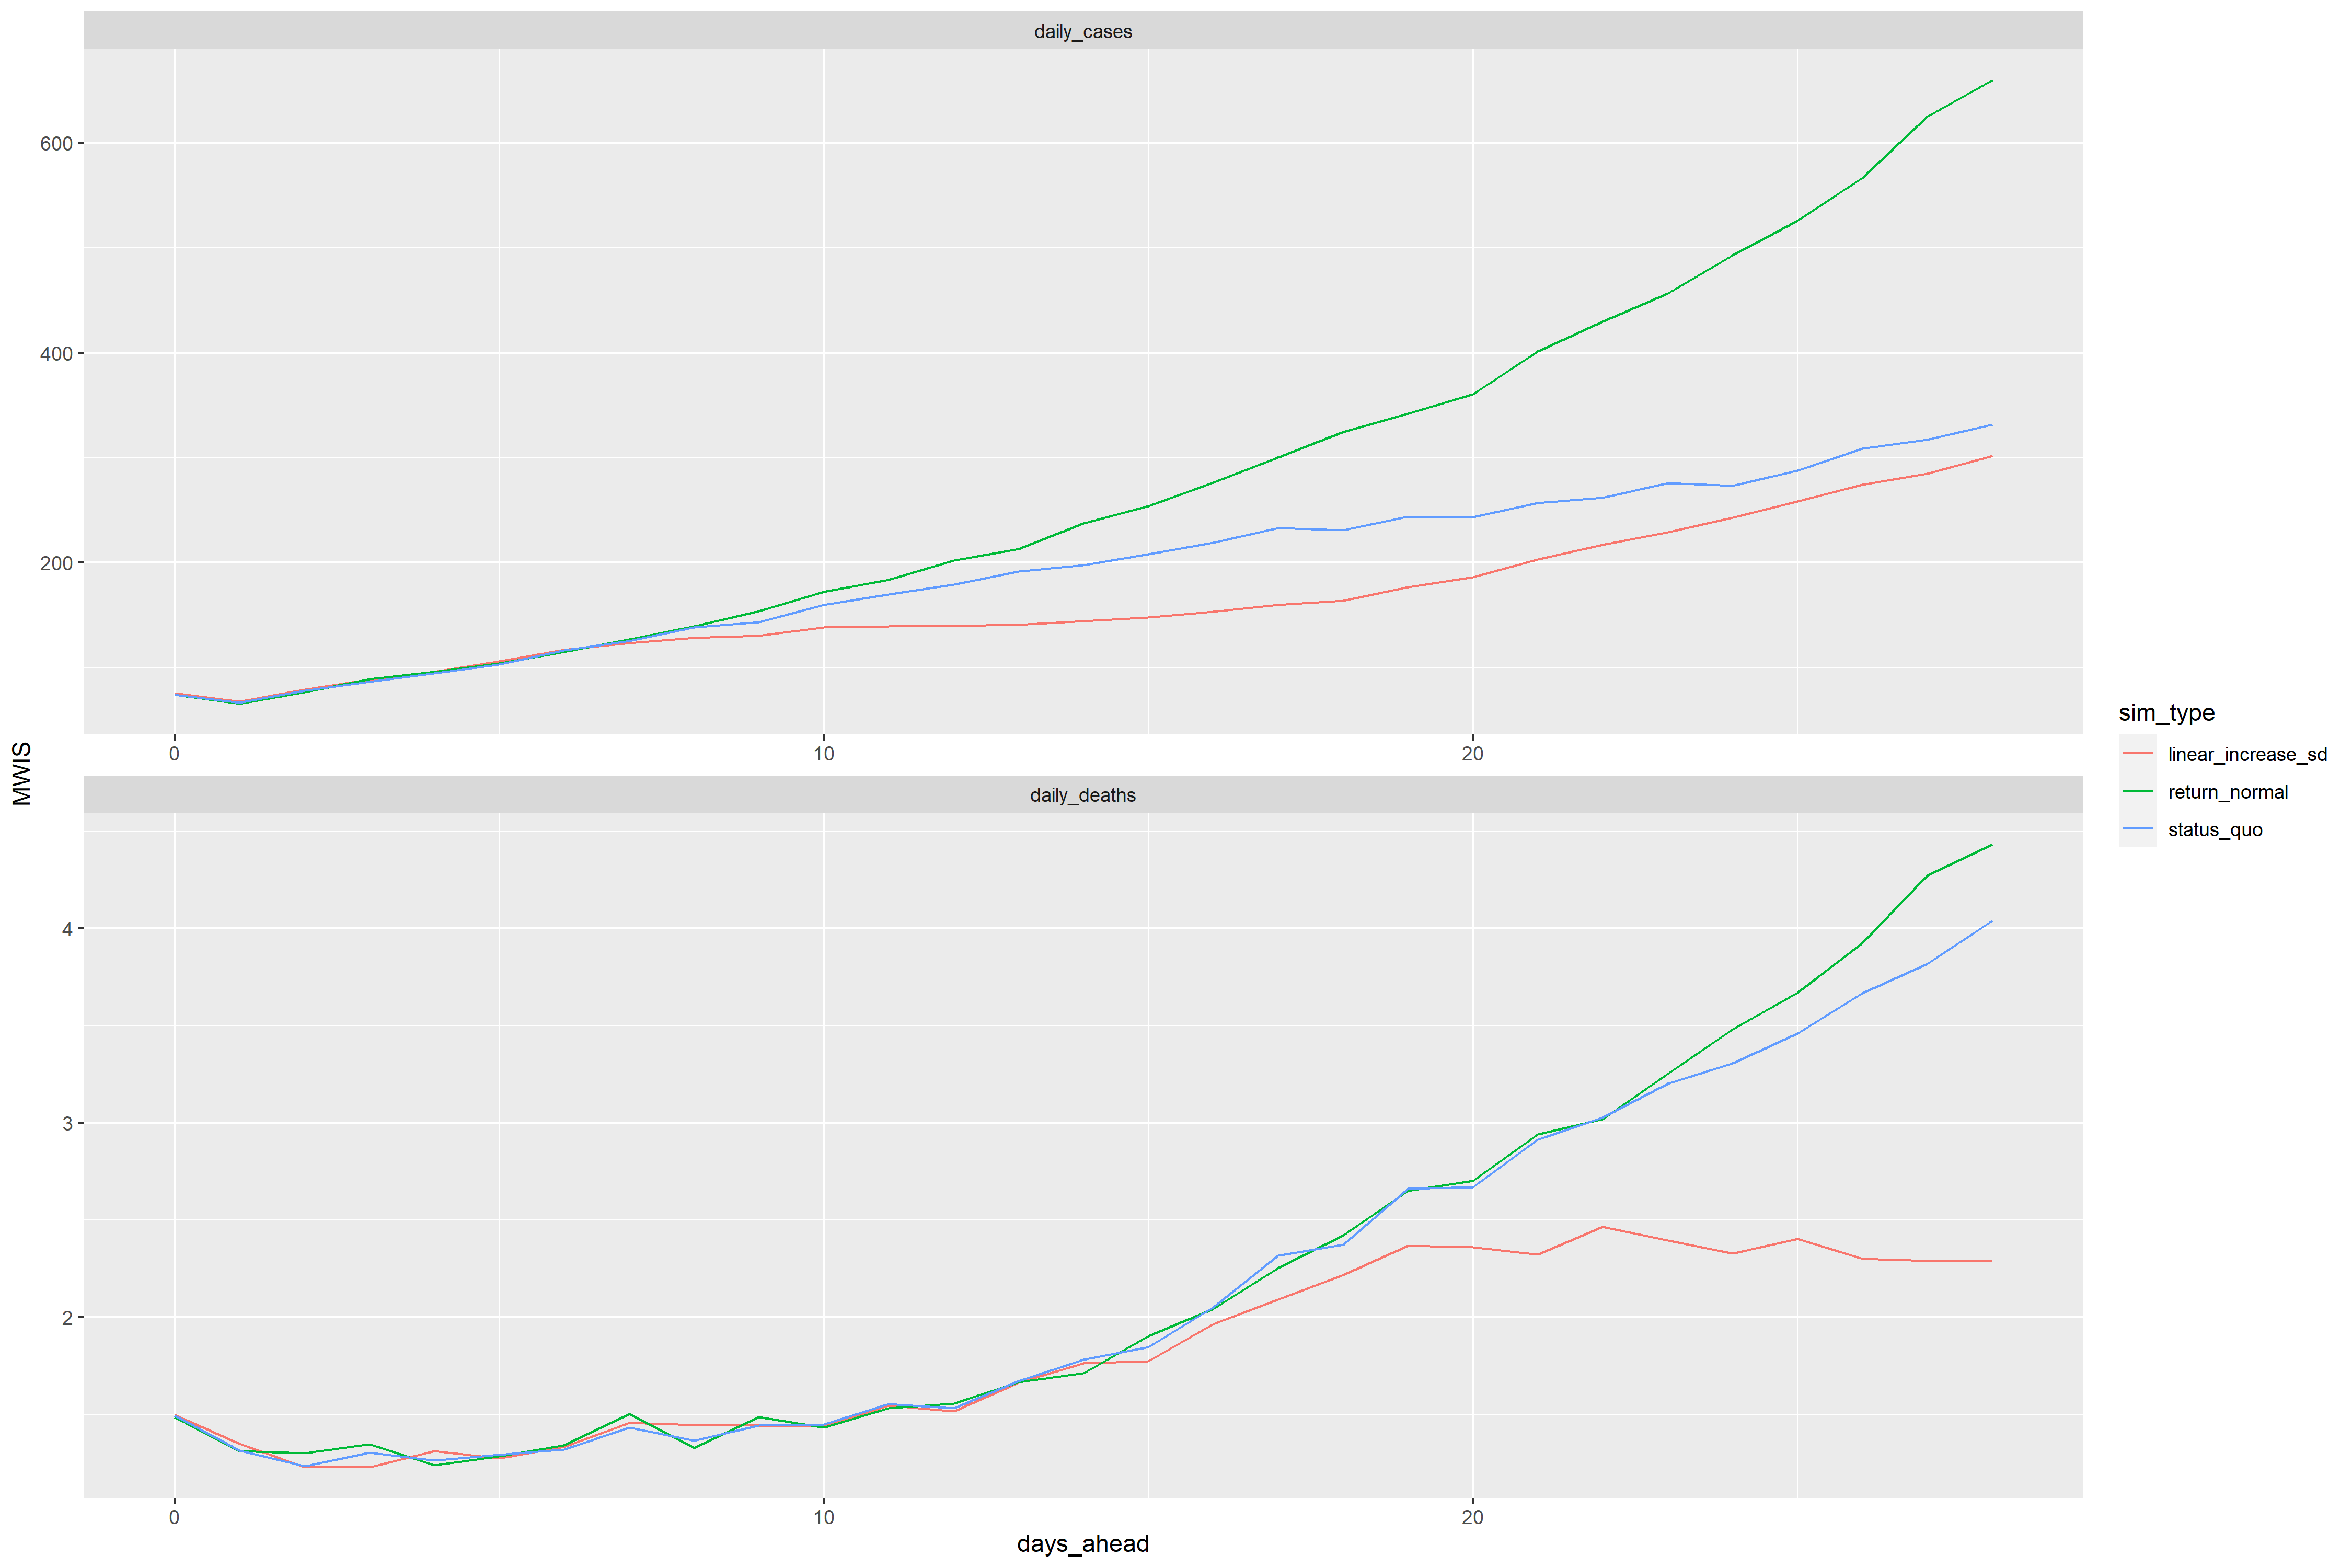 daily_cases
600
400
200
0 10 20
MWIS
daily_deaths
4
3
2
0 10 20
days_ahead
sim_type
linear_increase_sd
return_normal
status_quo